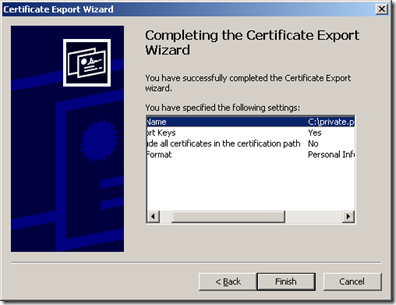 Certificate Export Wizard
Completing the Certificate Export
Wizard
You have successfully completed the Certificate Export
wizard.
You have specified the following settings:
Name C:\private.p
ort Keys Yes
ude all certificates in the certification path No
Format Personal Inf
< Back Finish Cancel